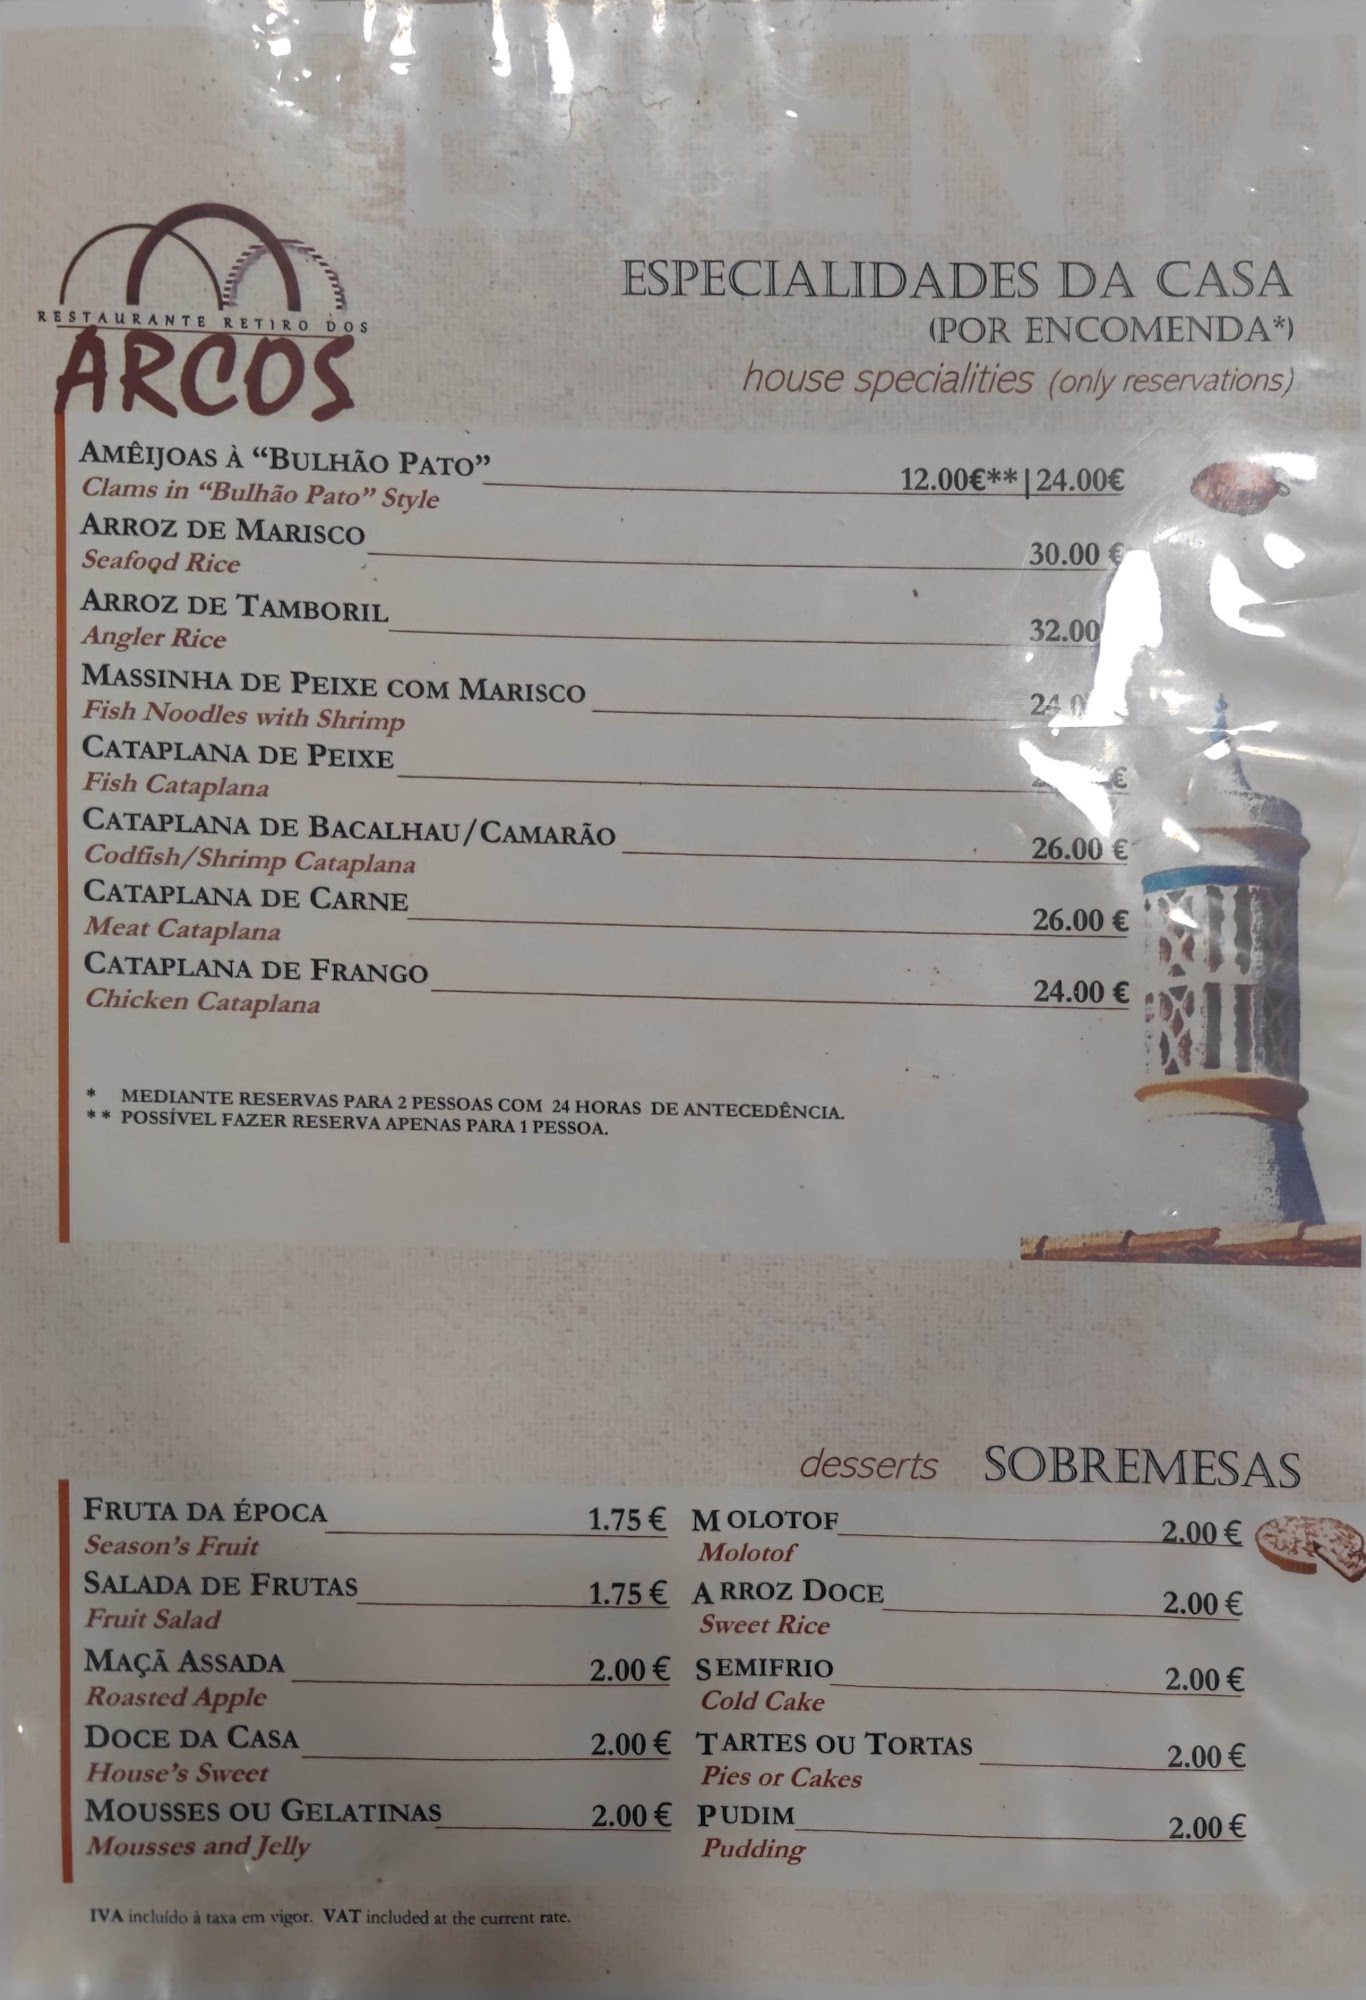 RESTAURANTE RETIRO DOS
ARCOS
ESPECIALIDADES DA CASA
(POR ENCOMENDA*)
house specialities (only reservations)
AMÊIJOAS À “BULHÃO PATO” 12.00€**|24.00€
Clams in “Bulhão Pato” Style
ARROZ DE MARISCO 30.00 €
Seafood Rice
ARROZ DE TAMBORIL 32.00
Angler Rice
MASSINHA DE PEIXE COM MARISCO
Fish Noodles with Shrimp
CATAPLANA DE PEIXE €
Fish Cataplana
CATAPLANA DE BACALHAU/CAMARÃO 26.00 €
Codfish/Shrimp Cataplana
CATAPLANA DE CARNE 26.00 €
Meat Cataplana
CATAPLANA DE FRANGO 24.00 €
Chicken Cataplana
* MEDIANTE RESERVAS PARA 2 PESSOAS COM 24 HORAS DE ANTECEDÊNCIA.
** POSSÍVEL FAZER RESERVA APENAS PARA 1 PESSOA.
desserts SOBREMESAS
FRUTA DA ÉPOCA 1.75 €
Season's Fruit
SALADA DE FRUTAS 1.75 €
Fruit Salad
MAÇÃ ASSADA 2.00 €
Roasted Apple
DOCE DA CASA 2.00 €
House's Sweet
MOUSSES OU GELATINAS 2.00 €
Mousses and Jelly
MOLOTOF 2.00 €
Molotof
ARROZ DOCE 2.00 €
Sweet Rice
SEMIFRIO 2.00 €
Cold Cake
TARTES OU TORTAS 2.00 €
Pies or Cakes
PUDIM 2.00 €
Pudding
IVA incluído à taxa em vigor. VAT included at the current rate.